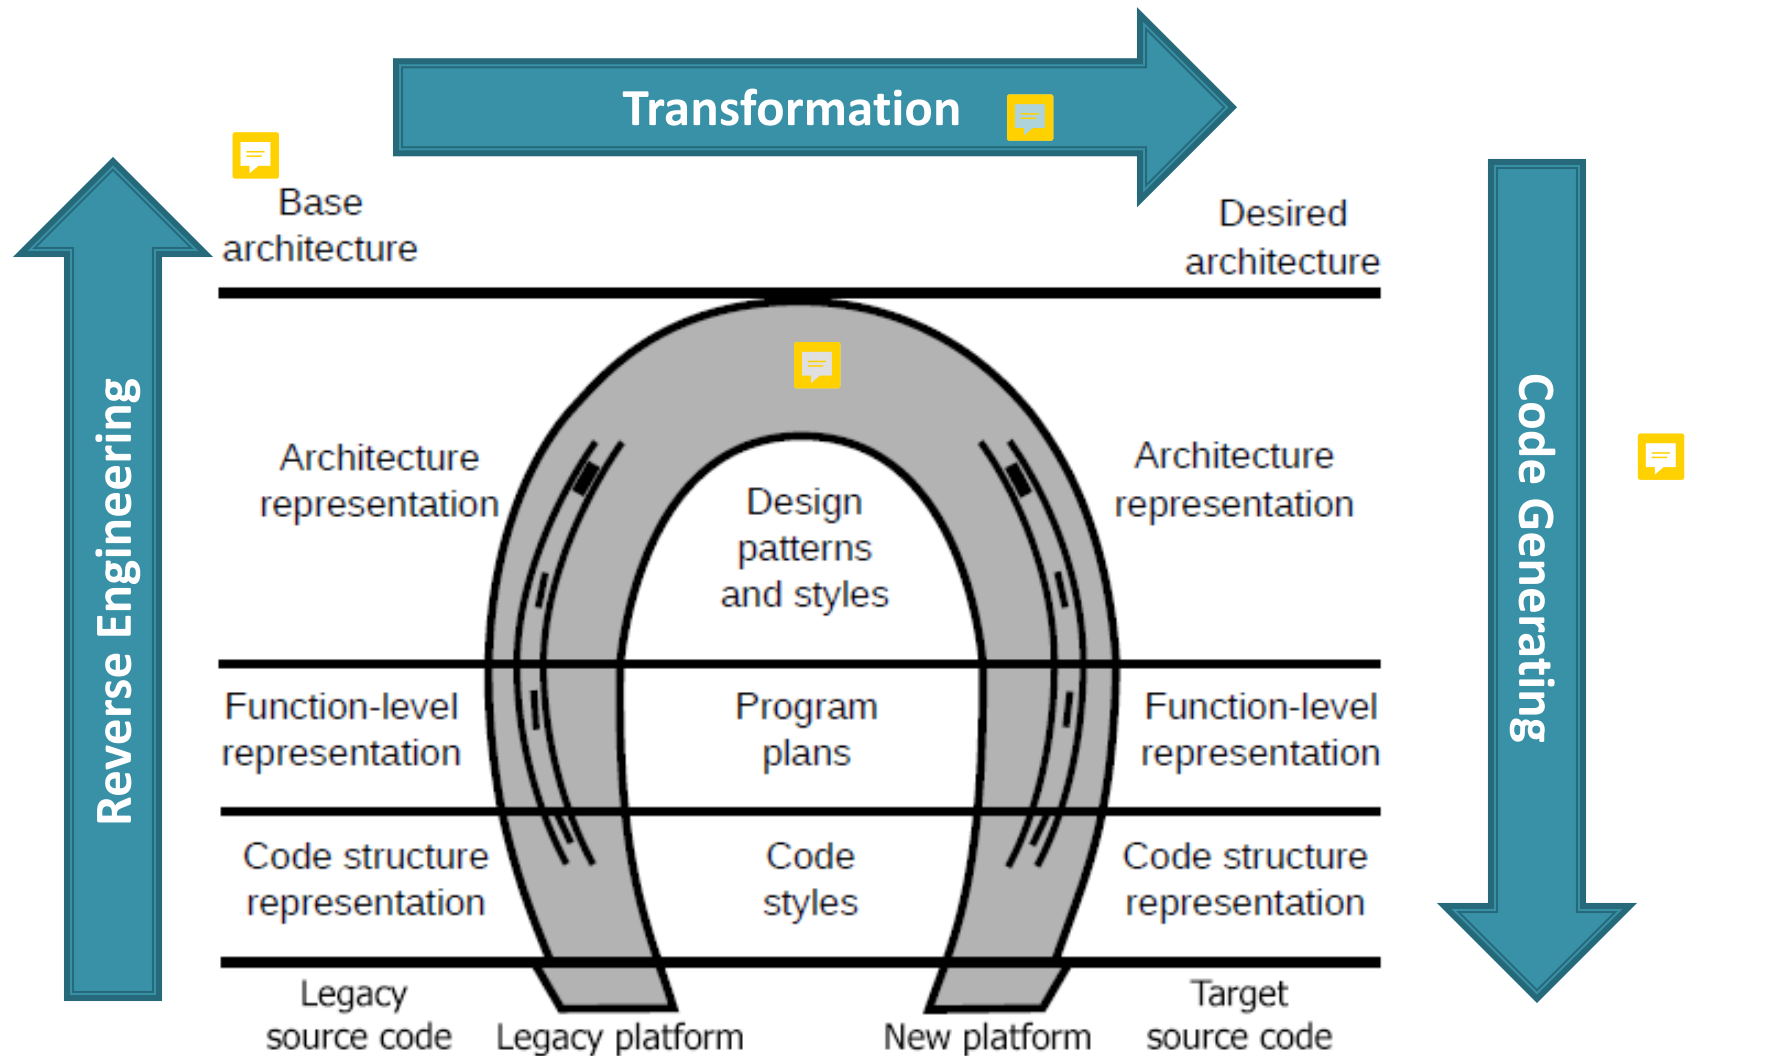 Transformation
Base
architecture
Desired
architecture
Reverse Engineering
Code Generating
Architecture
representation
Design
patterns
and styles
Architecture
representation
Function-level
representation
Program
plans
Function-level
representation
Code structure
representation
Code
styles
Code structure
representation
Legacy
source code
Legacy platform
New platform
Target
source code